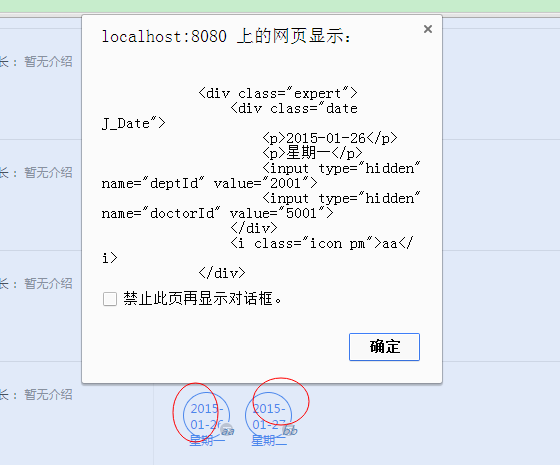 localhost:8080 上的网页显示：
<div class="expert">
<div class="date
J_Date">
<p>2015-01-26</p>
<p>星期一</p>
<input type="hidden"
name="deptId" value="2001">
<input type="hidden"
name="doctorId" value="5001">
</div>
<i class="icon pm">aa</
i>
</div>
禁止此页再显示对话框。
确定
长： 暂无介绍
长： 暂无介绍
长： 暂无介绍
长： 暂无介绍
2015-
01-26
aa
星期一
2015-
01-27
bb
星期二